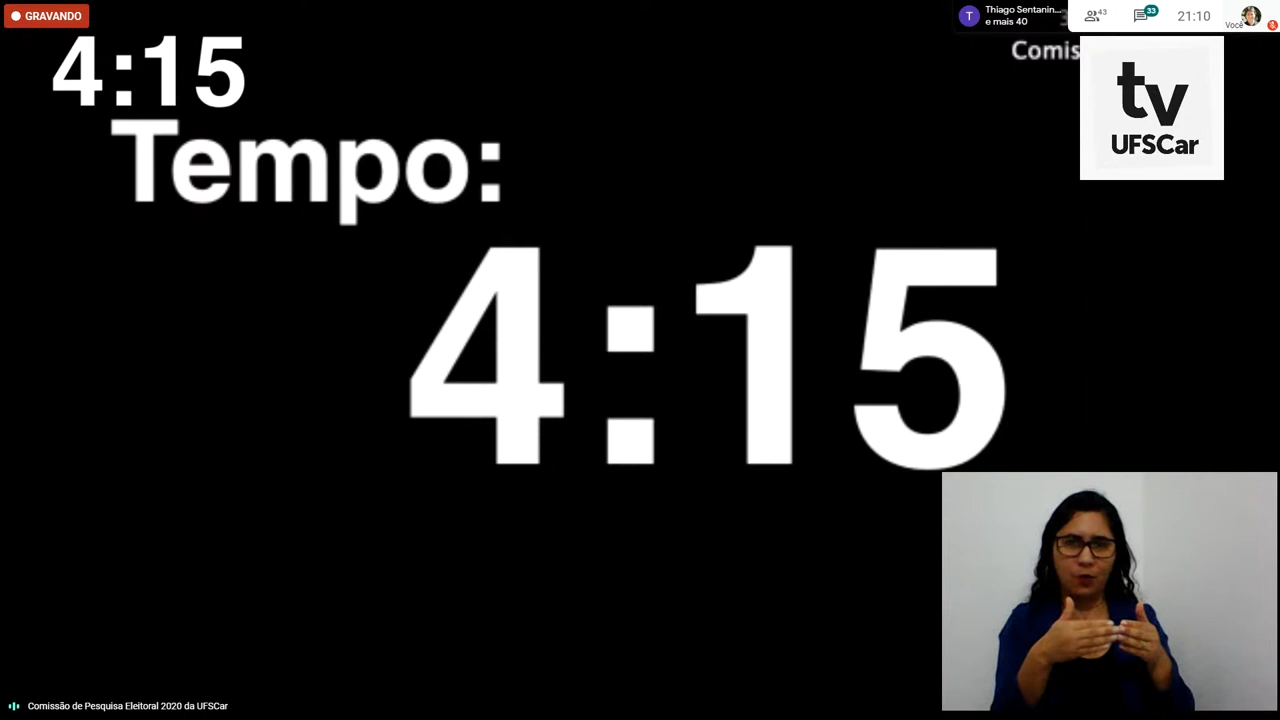 GRAVANDO
T
Thiago Sentanin...
e mais 40
43
33
21:10
Você
4:15
Comis
tv
UFSCar
Tempo:
4:15
Comissão de Pesquisa Eleitoral 2020 da UFSCar